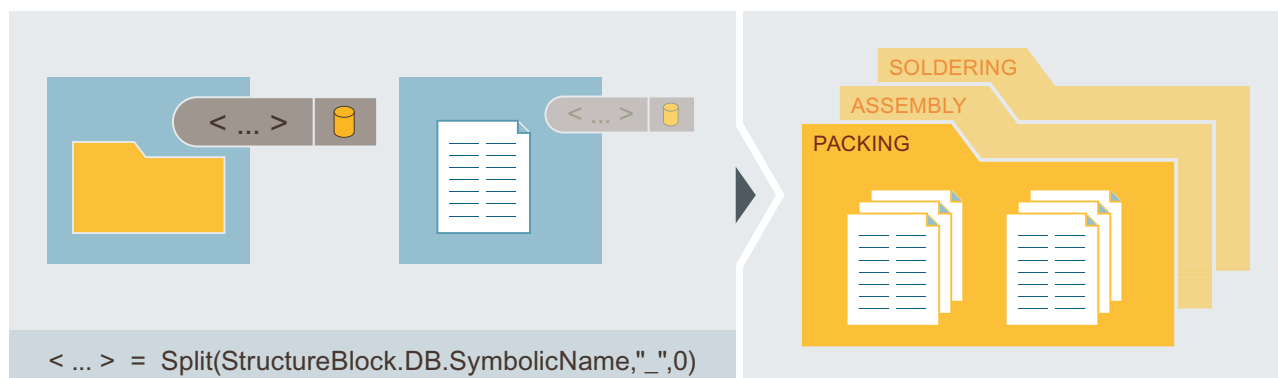 < ... >
< ... >
< ... > = Split(StructureBlock.DB.SymbolicName,"_",0)
SOLDERING
ASSEMBLY
PACKING